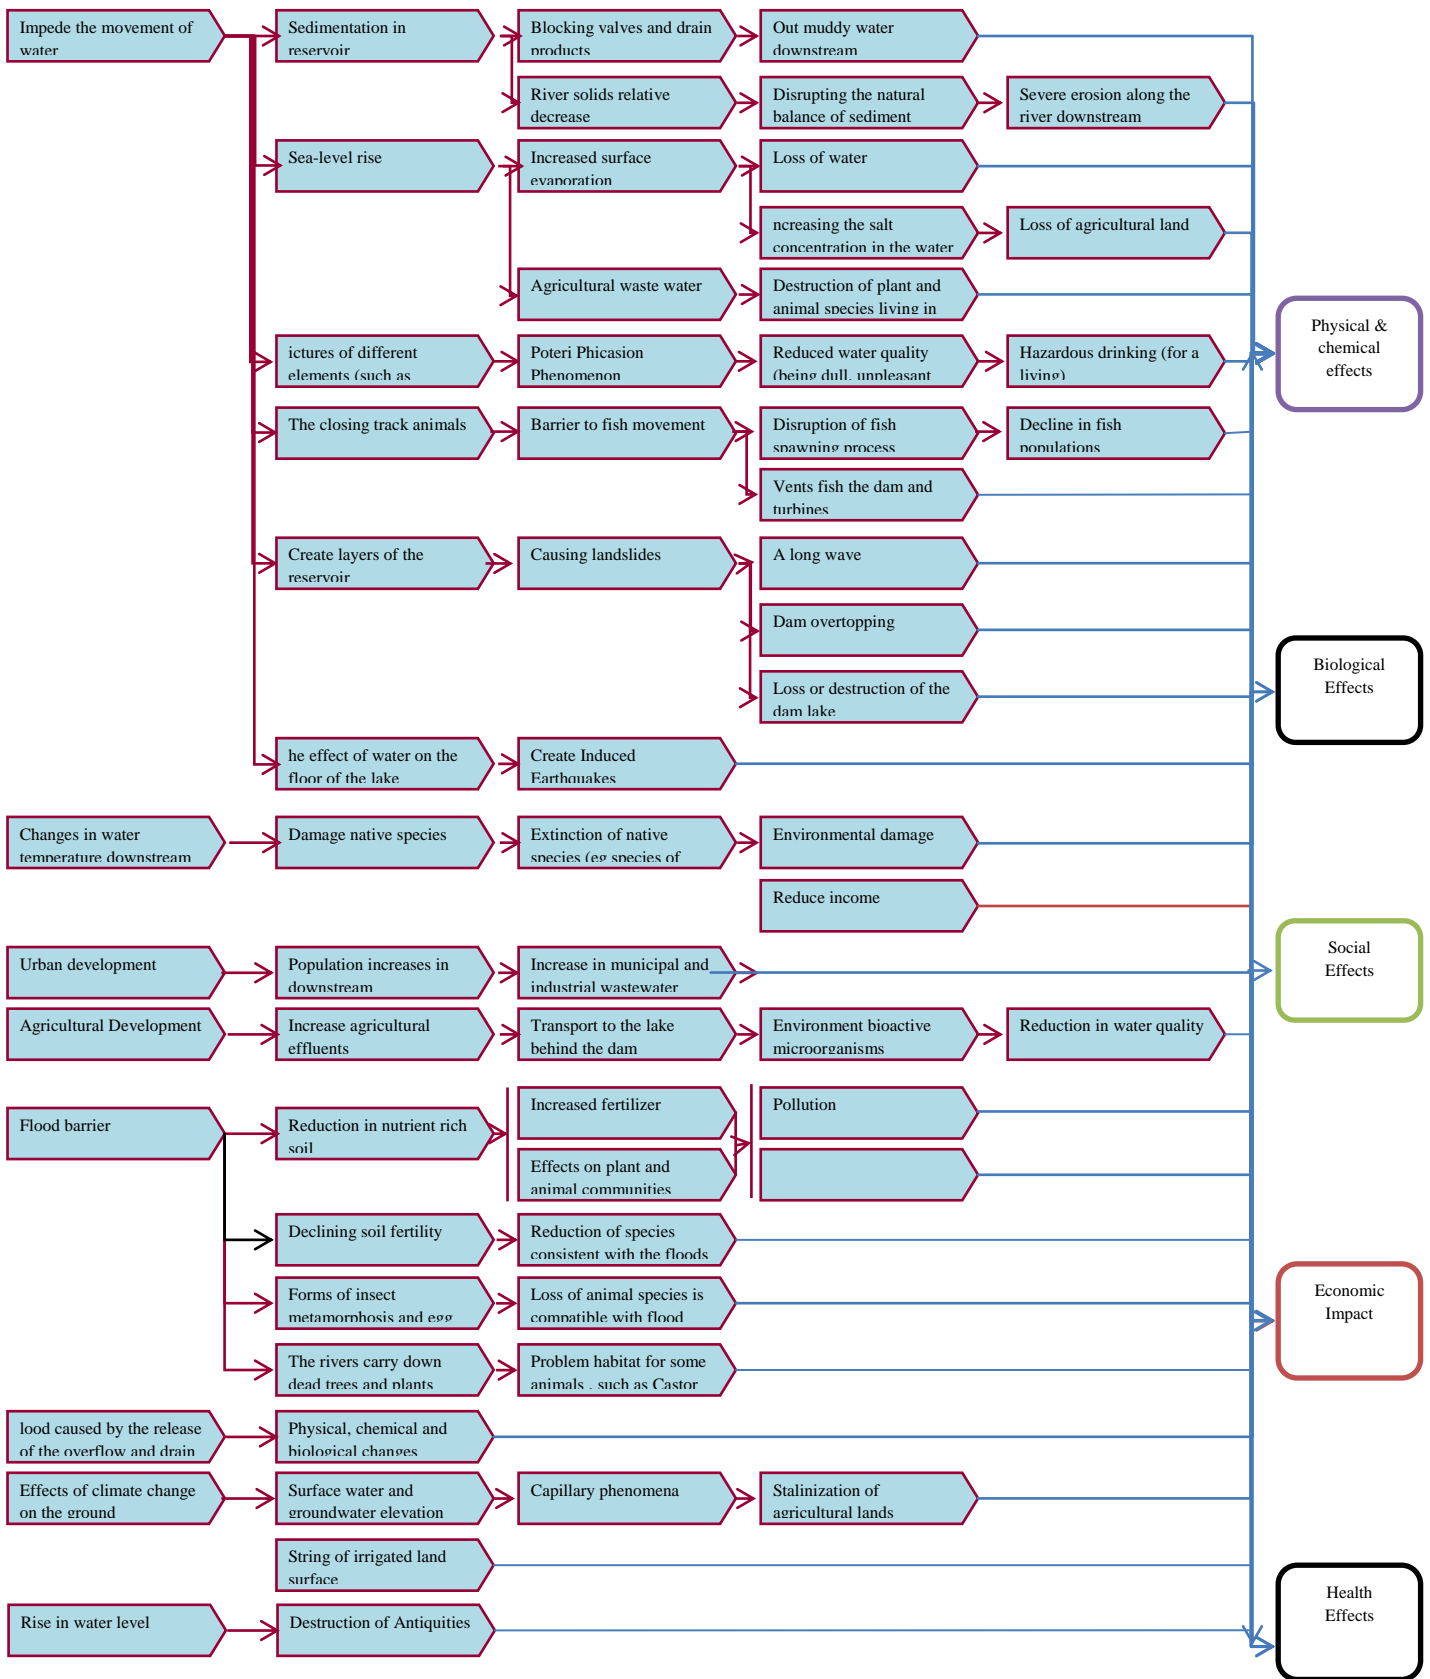 Impede the movement of
water
Sedimentation in
reservoir
Blocking valves and drain
products
Out muddy water
downstream
River solids relative
decrease
Disrupting the natural
balance of sediment
Severe erosion along the
river downstream
Sea-level rise
Increased surface
evaporation
Loss of water
ncreasing the salt
concentration in the water
Loss of agricultural land
Agricultural waste water
Destruction of plant and
animal species living in
Physical &
chemical
effects
ictures of different
elements (such as
Poteri Phicasion
Phenomenon
Reduced water quality
(being dull, unpleasant
Hazardous drinking (for a
living)
The closing track animals
Barrier to fish movement
Disruption of fish
spawning process
Decline in fish
populations
Vents fish the dam and
turbines
Create layers of the
reservoir
Causing landslides
A long wave
Dam overtopping
Loss or destruction of the
dam lake
Biological
Effects
he effect of water on the
floor of the lake
Create Induced
Earthquakes
Changes in water
temperature downstream
Damage native species
Extinction of native
species (eg species of
Environmental damage
Reduce income
Social
Effects
Urban development
Population increases in
downstream
Increase in municipal and
industrial wastewater
Agricultural Development
Increase agricultural
effluents
Transport to the lake
behind the dam
Environment bioactive
microorganisms
Reduction in water quality
Flood barrier
Reduction in nutrient rich
soil
Increased fertilizer
Pollution
Effects on plant and
animal communities
Declining soil fertility
Reduction of species
consistent with the floods
Forms of insect
metamorphosis and egg
Loss of animal species is
compatible with flood
Economic
Impact
The rivers carry down
dead trees and plants
Problem habitat for some
animals , such as Castor
lood caused by the release
of the overflow and drain
Physical, chemical and
biological changes
Effects of climate change
on the ground
Surface water and
groundwater elevation
Capillary phenomena
Stalinization of
agricultural lands
String of irrigated land
surface
Rise in water level
Destruction of Antiquities
Health
Effects